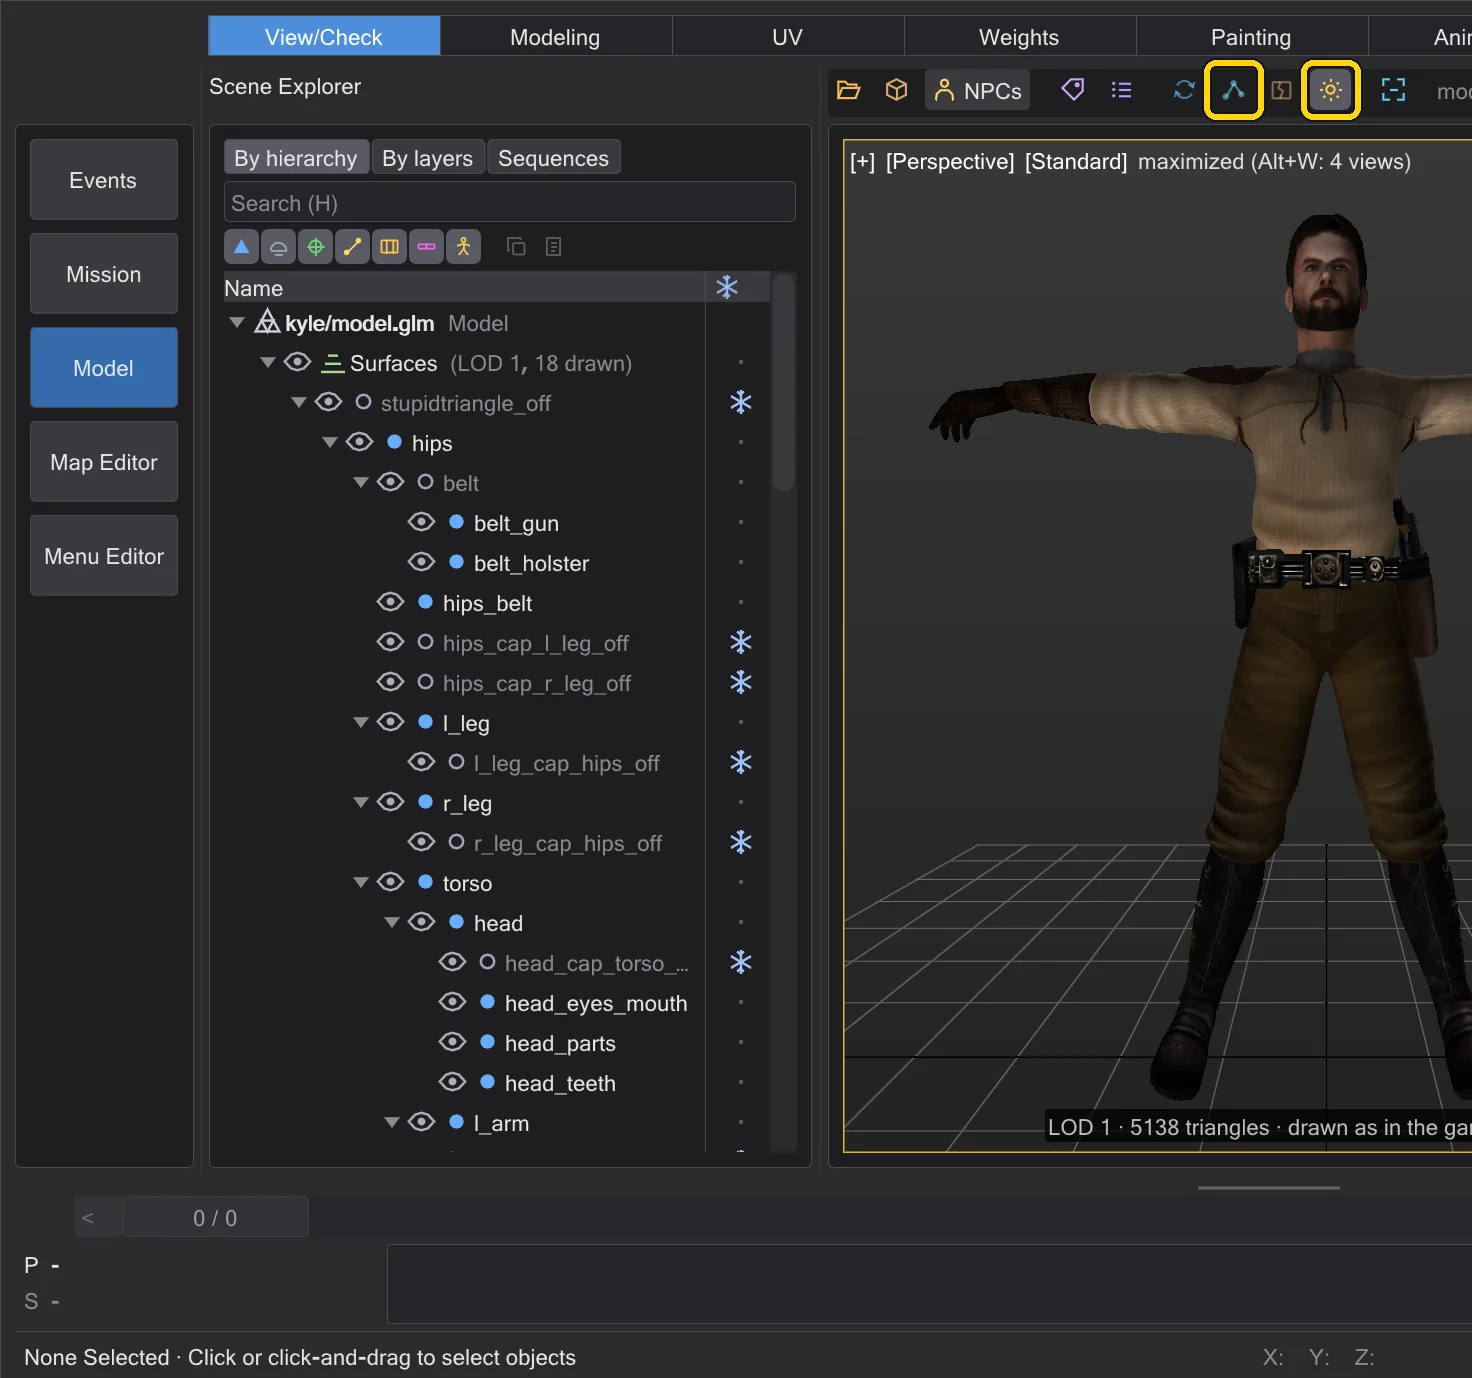 View/Check
Modeling
UV
Weights
Painting
Scene Explorer
NPCs
Events
Mission
Model
Map Editor
Menu Editor
By hierarchy
By layers
Sequences
Search (H)
Name
kyle/model.glm Model
Surfaces (LOD 1, 18 drawn)
stupidtriangle_off
hips
belt
belt_gun
belt_holster
hips_belt
hips_cap_l_leg_off
hips_cap_r_leg_off
l_leg
l_leg_cap_hips_off
r_leg
r_leg_cap_hips_off
torso
head
head_cap_torso_...
head_eyes_mouth
head_parts
head_teeth
l_arm
[+] [Perspective] [Standard] maximized (Alt+W: 4 views)
LOD 1 · 5138 triangles · drawn as in the
< 0 / 0
P -
S -
None Selected · Click or click-and-drag to select objects
X: Y: Z: